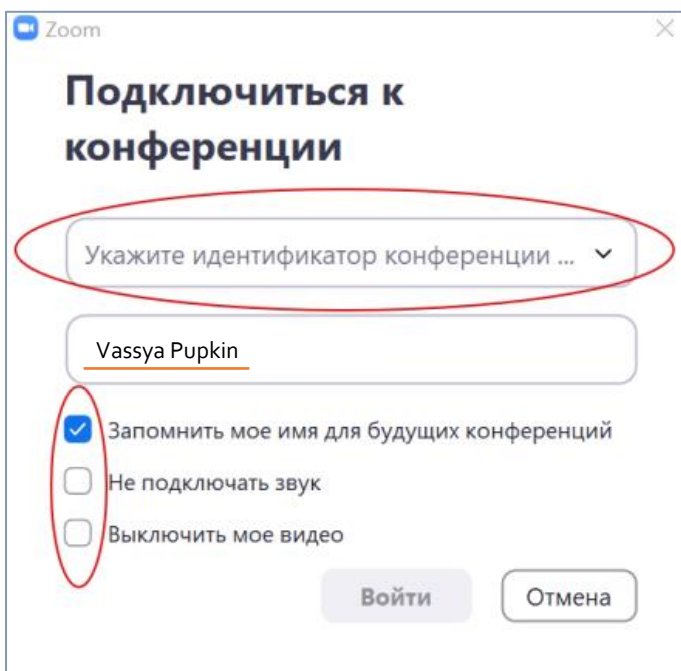 Zoom
Подключиться к
конференции
Укажите идентификатор конференции ...
Vassya Pupkin
Запомнить мое имя для будущих конференций
Не подключать звук
Выключить мое видео
Войти
Отмена